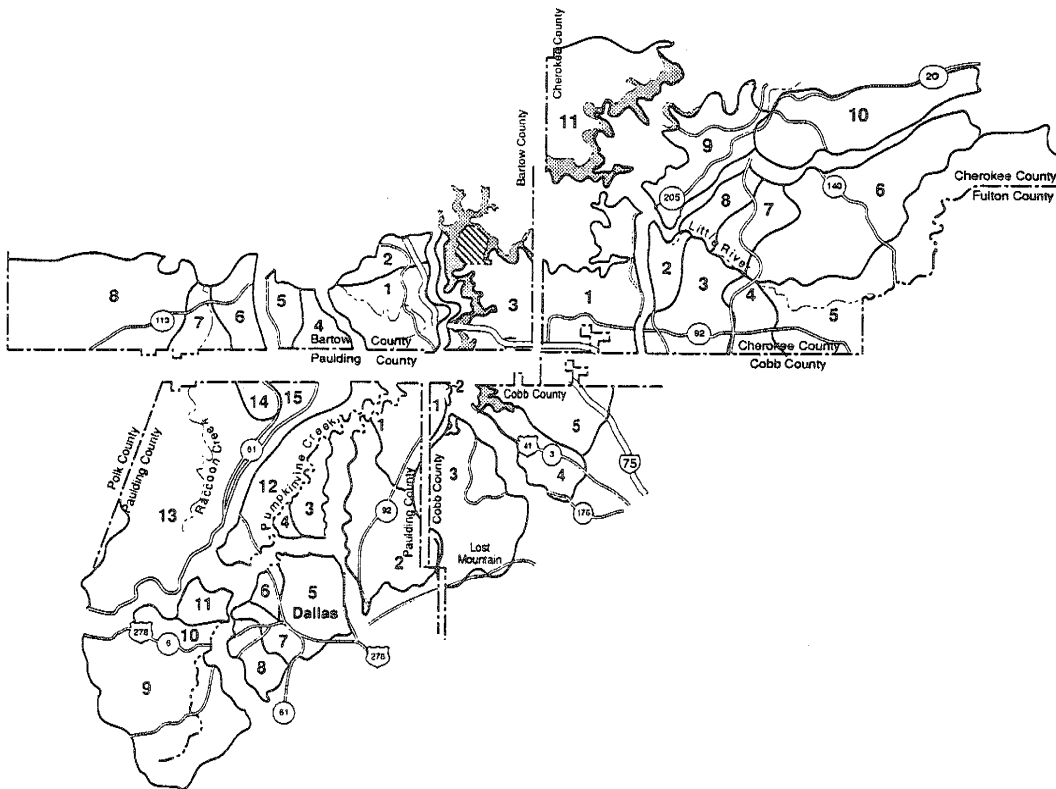 Cherokee County
Bartow County
11
20
10
9
140
6
Cherokee County
Fulton County
205
8
7
Little River
2
3
4
5
1
92
Cherokee County
Cobb County
8
113
7
6
5
4
2
1
3
Bartow County
Paulding County
14
15
61
Polk County
Paulding County
Raccoon Creek
13
12
Pumpkinvine Creek
4
3
1
92
2
Paulding County
Cobb County
2
1
3
Cobb County
5
41
3
4
75
176
Lost
Mountain
11
6
5
Dallas
7
8
278
278
6
10
9
61